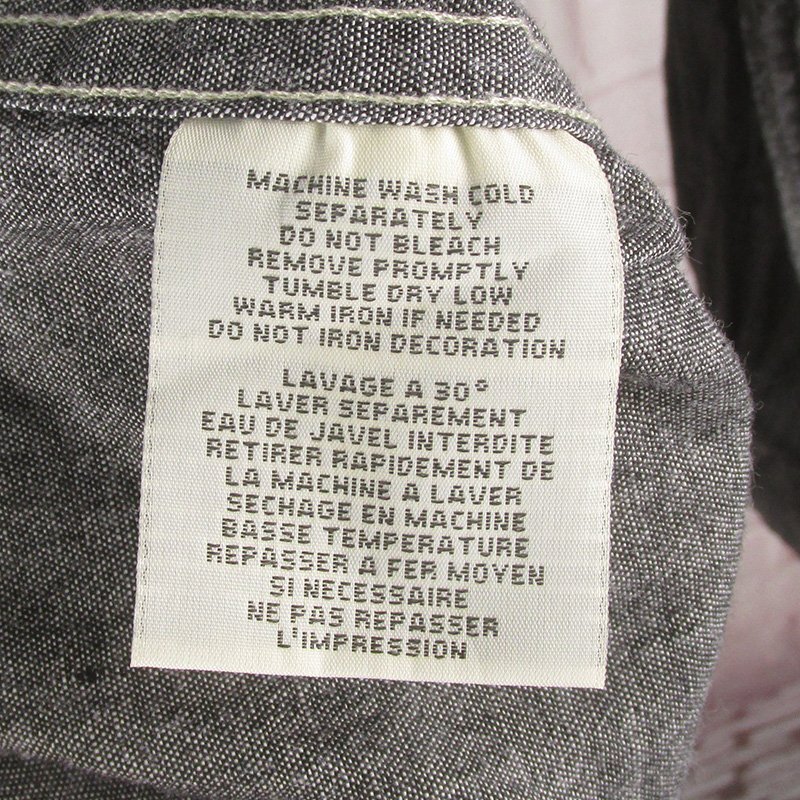 MACHINE WASH COLD
SEPARATELY
DO NOT BLEACH
REMOVE PROMPTLY
TUMBLE DRY LOW
WARM IRON IF NEEDED
DO NOT IRON DECORATION
LAVAGE A 30°
LAVER SEPAREMENT
EAU DE JAVEL INTERDITE
RETIRER RAPIDEMENT DE
LA MACHINE A LAVER
SECHAGE EN MACHINE
BASSE TEMPERATURE
REPASSER A FER MOYEN
SI NECESSAIRE
NE PAS REPASSER
L'IMPRESSION